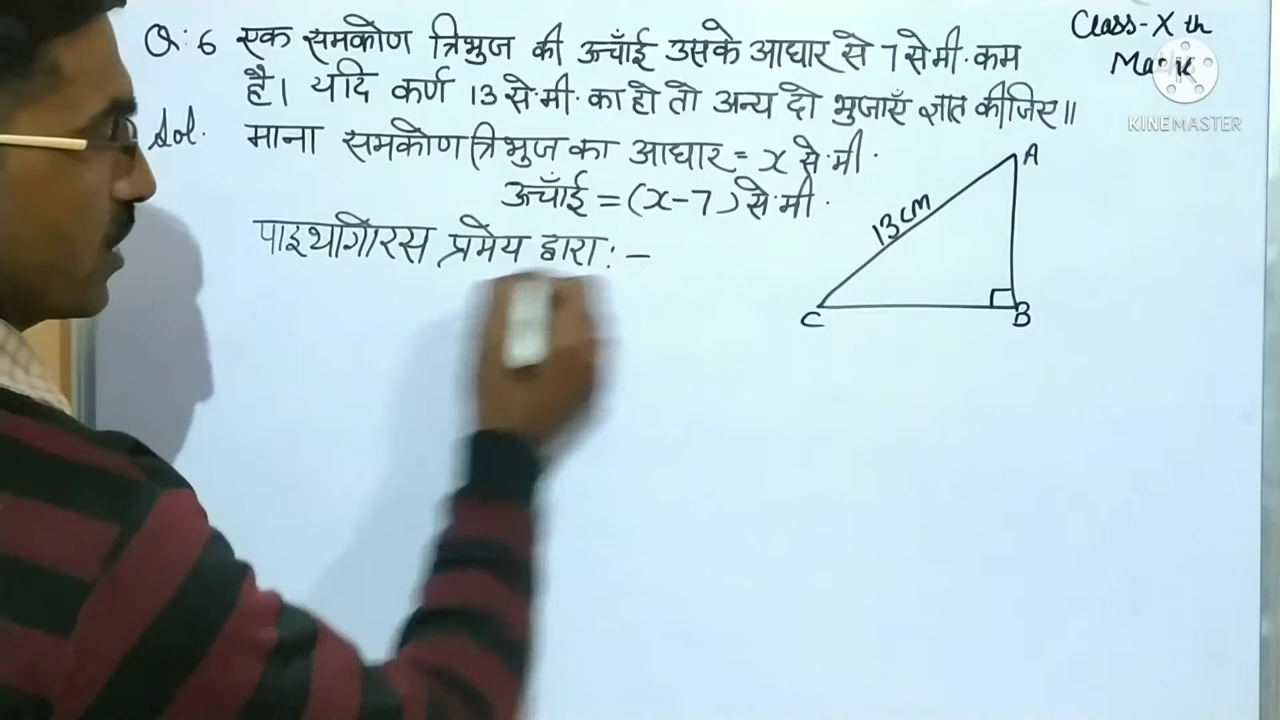 Q: 6 एक समकोण त्रिभुज की ऊँचाई उसके आधार से 7 से.मी. कम
है। यदि कर्ण 13 से.मी. का हो तो अन्य दो भुजाएँ ज्ञात कीजिए॥
Class-X th
KINEMASTER
Sol. माना समकोण त्रिभुज का आधार = x से.मी.
ऊँचाई = (x-7) से.मी.
पाइथागोरस प्रमेय द्वारा:-
A
13 cm
C
B